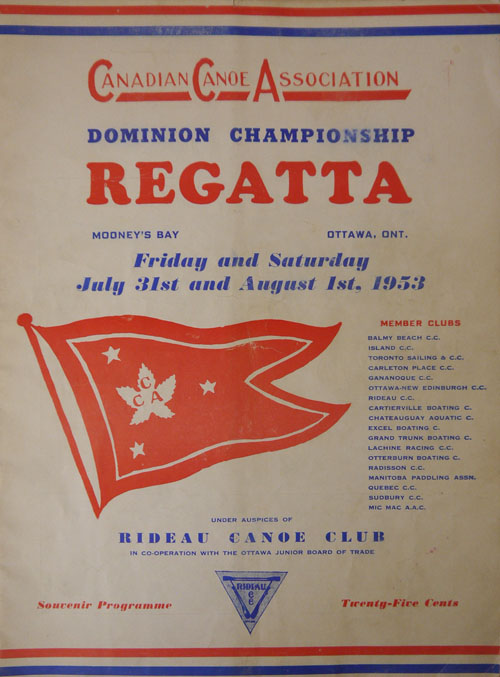 CANADIAN CANOE ASSOCIATION
DOMINION CHAMPIONSHIP
REGATTA
MOONEY'S BAY OTTAWA, ONT.
Friday and Saturday
July 31st and August 1st, 1953
CCA
MEMBER CLUBS
BALMY BEACH C.C.
ISLAND C.C.
TORONTO SAILING & C.C.
CARLETON PLACE C.C.
GANANOQUE C.C.
OTTAWA-NEW EDINBURGH C.C.
RIDEAU C.C.
CARTIERVILLE BOATING C.
CHATEAUGUAY AQUATIC C.
EXCEL BOATING C.
GRAND TRUNK BOATING C.
LACHINE RACING C.C.
OTTERBURN BOATING C.
RADISSON C.C.
MANITOBA PADDLING ASSN.
QUEBEC C.C.
SUDBURY C.C.
MIC MAC A.A.C.
UNDER AUSPICES OF
RIDEAU CANOE CLUB
IN CO-OPERATION WITH THE OTTAWA JUNIOR BOARD OF TRADE
RIDEAU
Souvenir Programme Twenty-Five Cents